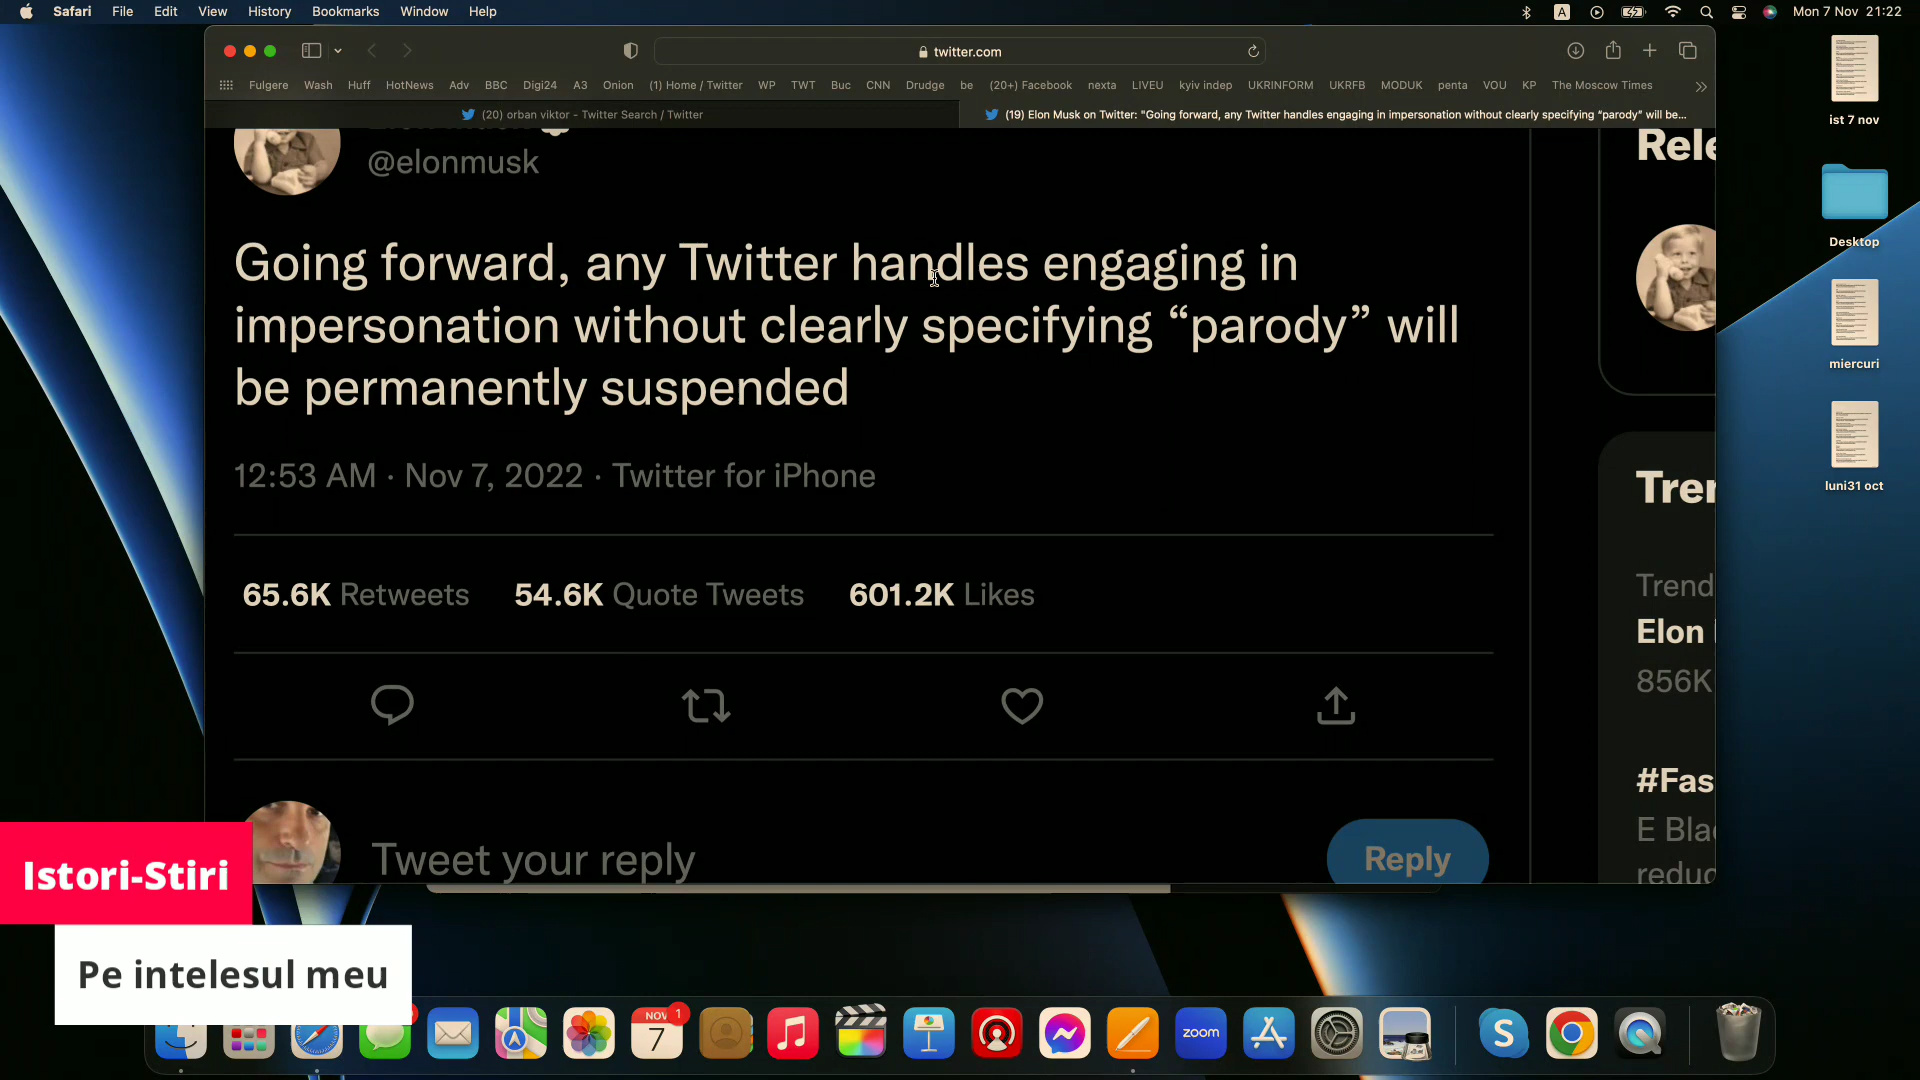 Safari File Edit View History Bookmarks Window Help
A
Mon 7 Nov 21:22
twitter.com
Fulgere Wash Huff HotNews Adv BBC Digi24 A3 Onion (1) Home / Twitter WP TWT Buc CNN Drudge be (20+) Facebook nexta LIVEU kyiv indep UKRINFORM UKRFB MODUK penta VOU KP The Moscow Times
(20) orban viktor - Twitter Search / Twitter
(19) Elon Musk on Twitter: "Going forward, any Twitter handles engaging in impersonation without clearly specifying “parody” will be...
@elonmusk
Going forward, any Twitter handles engaging in
impersonation without clearly specifying “parody” will
be permanently suspended
12:53 AM · Nov 7, 2022 · Twitter for iPhone
65.6K Retweets 54.6K Quote Tweets 601.2K Likes
Tweet your reply
Reply
Rele
Tren
Trend
Elon
856K
#Fas
E Bla
reduc
ist 7 nov
Desktop
miercuri
luni31 oct
Istori-Stiri
Pe intelesul meu
NOV 1
7
zoom
S